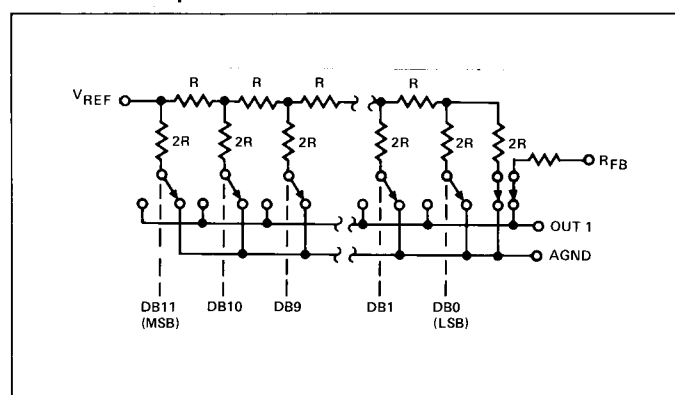 R R R R
VREF
2R 2R 2R 2R 2R 2R
RFB
OUT 1
AGND
DB11 DB10 DB9 DB1 DB0
(MSB) (LSB)